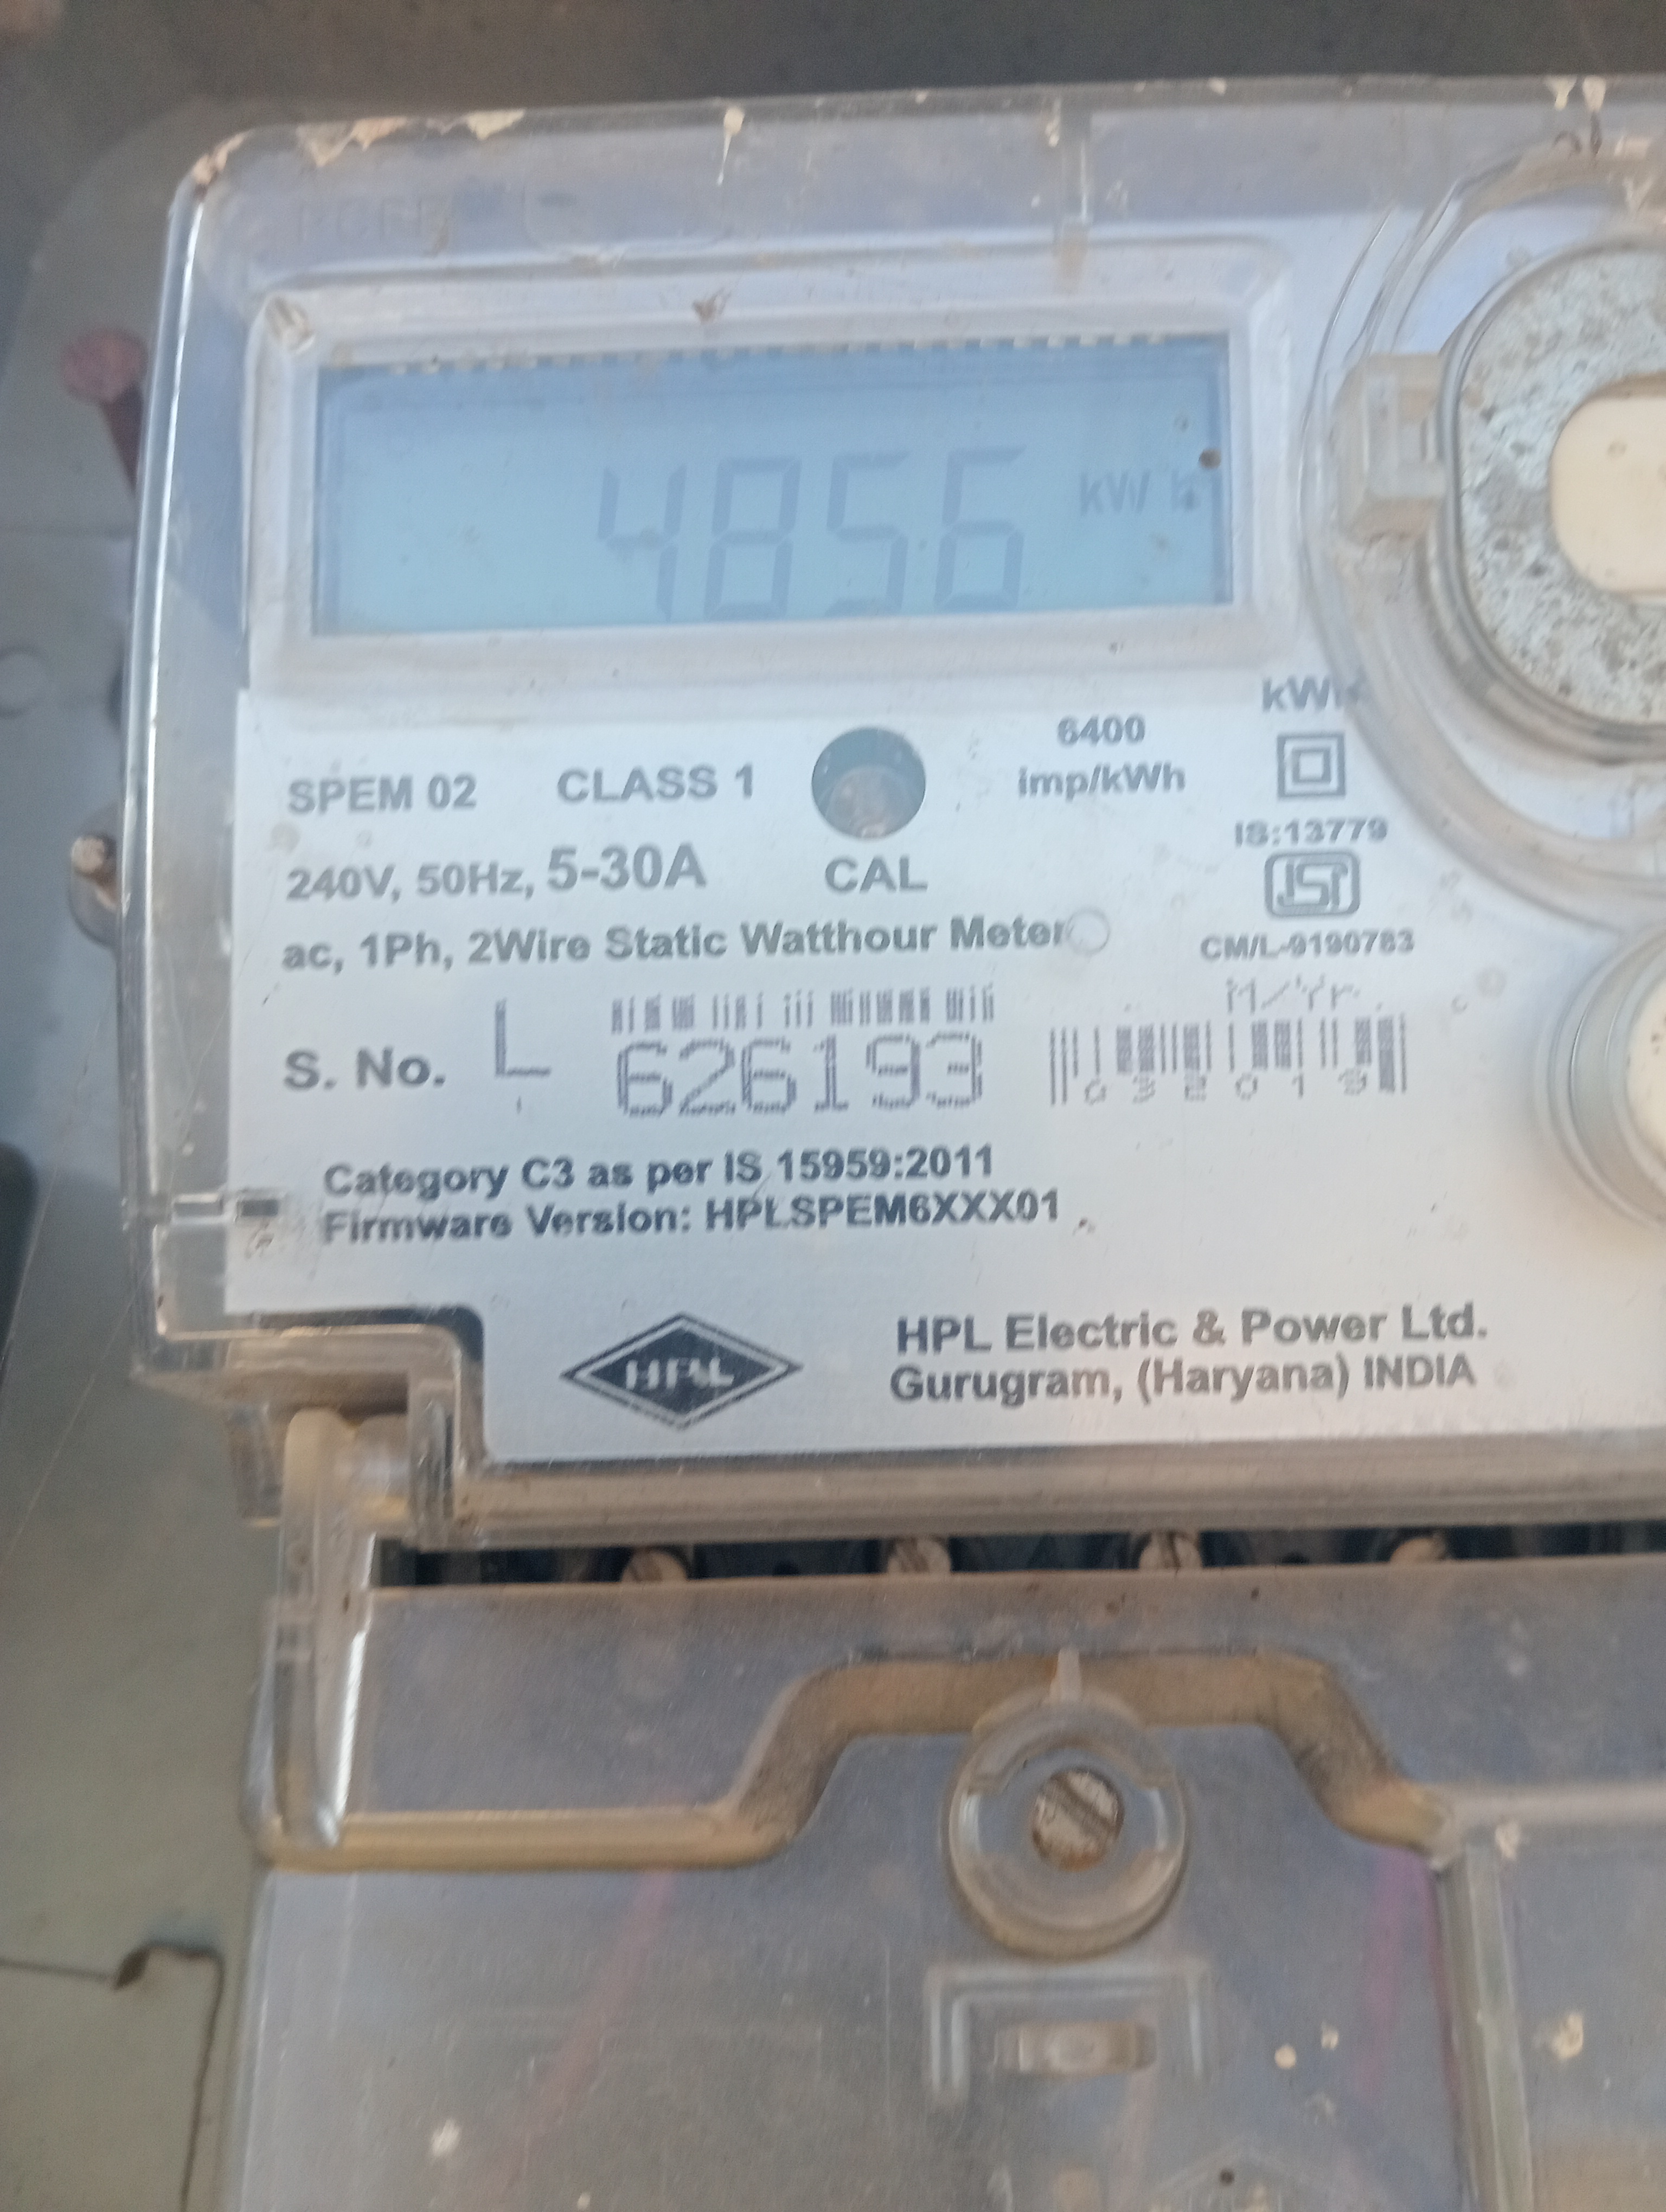 4856 kWh
kWh
6400
imp/kWh
SPEM 02 CLASS 1
IS:13779
240V, 50Hz, 5-30A CAL
ISI
ac, 1Ph, 2Wire Static Watthour Meter
CM/L-9190783
M/Yr.
S. No. L 626193
032019
Category C3 as per IS 15959:2011
Firmware Version: HPLSPEM6XXX01
HPL
HPL Electric & Power Ltd.
Gurugram, (Haryana) INDIA